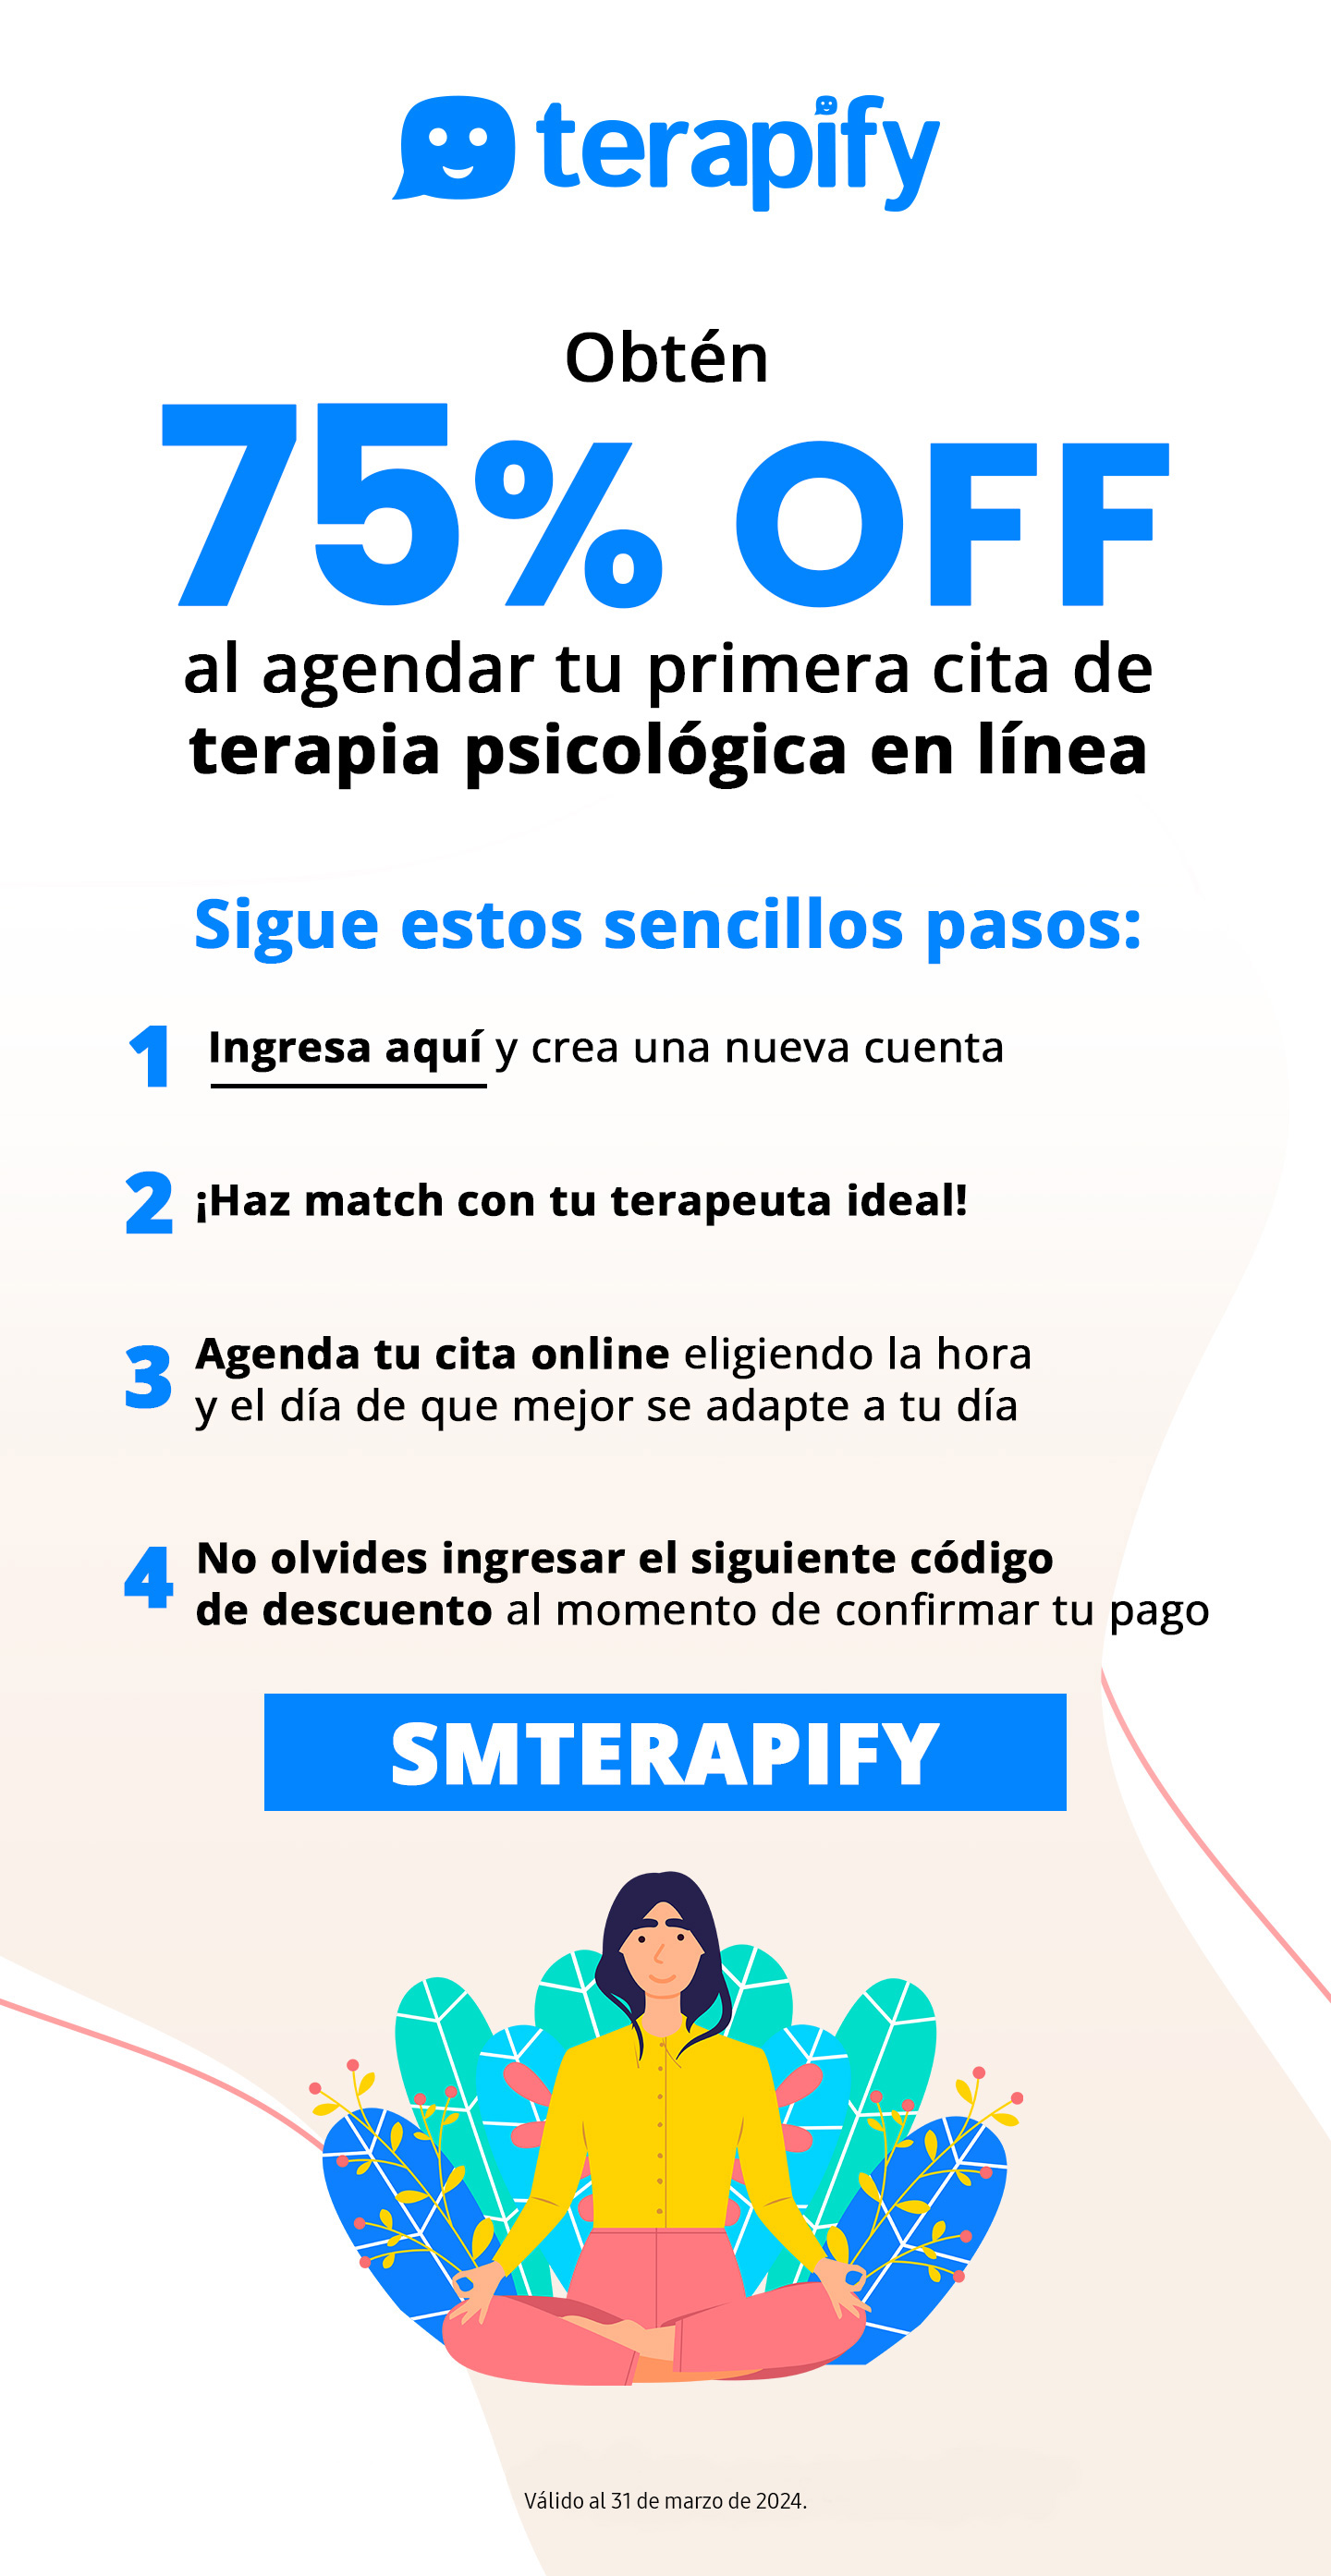 terapify
Obtén
75% OFF
al agendar tu primera cita de
terapia psicológica en línea
Sigue estos sencillos pasos:
1 Ingresa aquí y crea una nueva cuenta
2 ¡Haz match con tu terapeuta ideal!
3 Agenda tu cita online eligiendo la hora
y el día de que mejor se adapte a tu día
4 No olvides ingresar el siguiente código
de descuento al momento de confirmar tu pago
SMTERAPIFY
Válido al 31 de marzo de 2024.